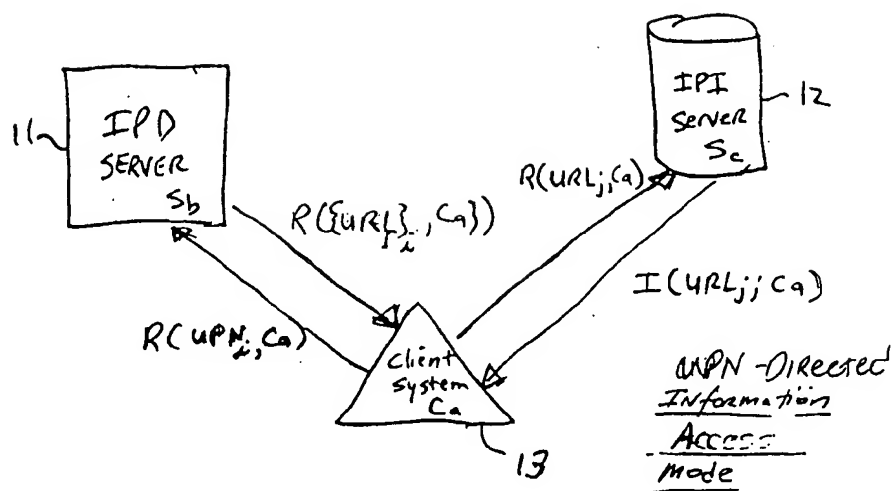 11
IPD
SERVER
Sb
IPI
Server
Sc
12
R(URLj, Ca)
R({URLj}i, Ca})
I(URLj; Ca)
R(UPNi, Ca)
Client
System
Ca
13
UPN-Directed
Information
Access
Mode